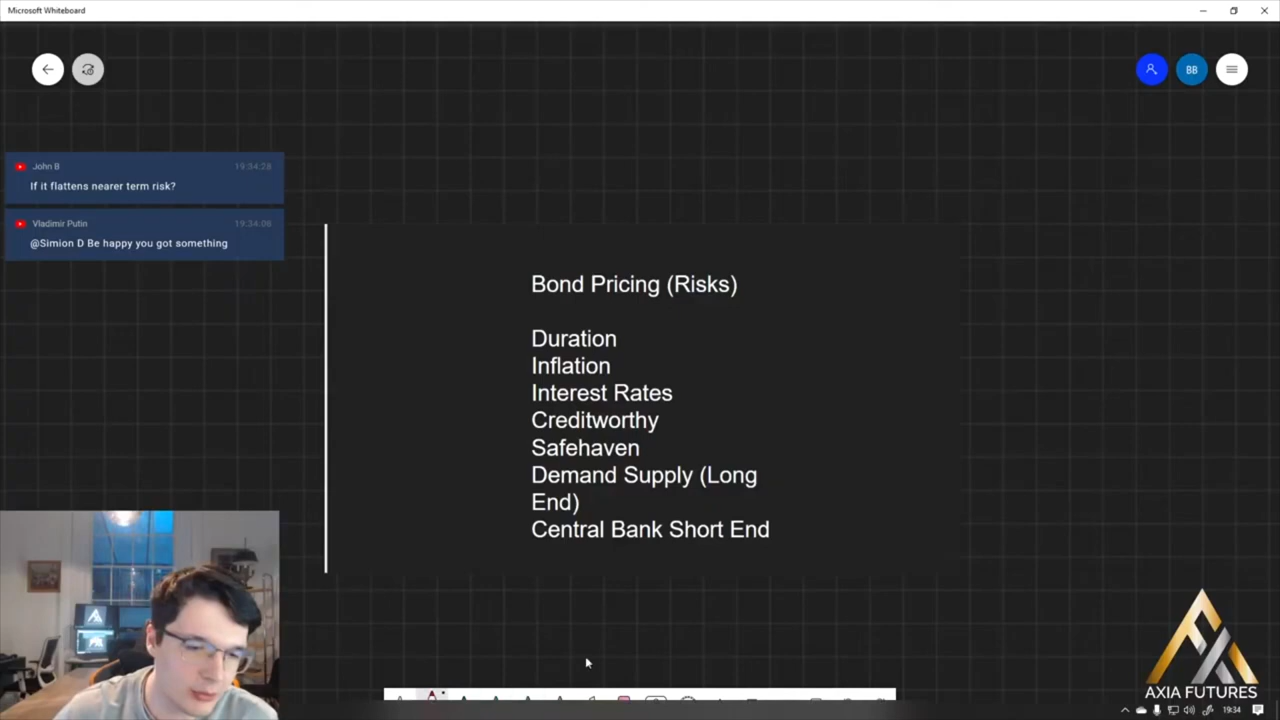 Microsoft Whiteboard
BB
John B 19:34:28
If it flattens nearer term risk?
Vladimir Putin 19:34:08
@Simion D Be happy you got something
Bond Pricing (Risks)
Duration
Inflation
Interest Rates
Creditworthy
Safehaven
Demand Supply (Long
End)
Central Bank Short End
AXIA FUTURES
19:34